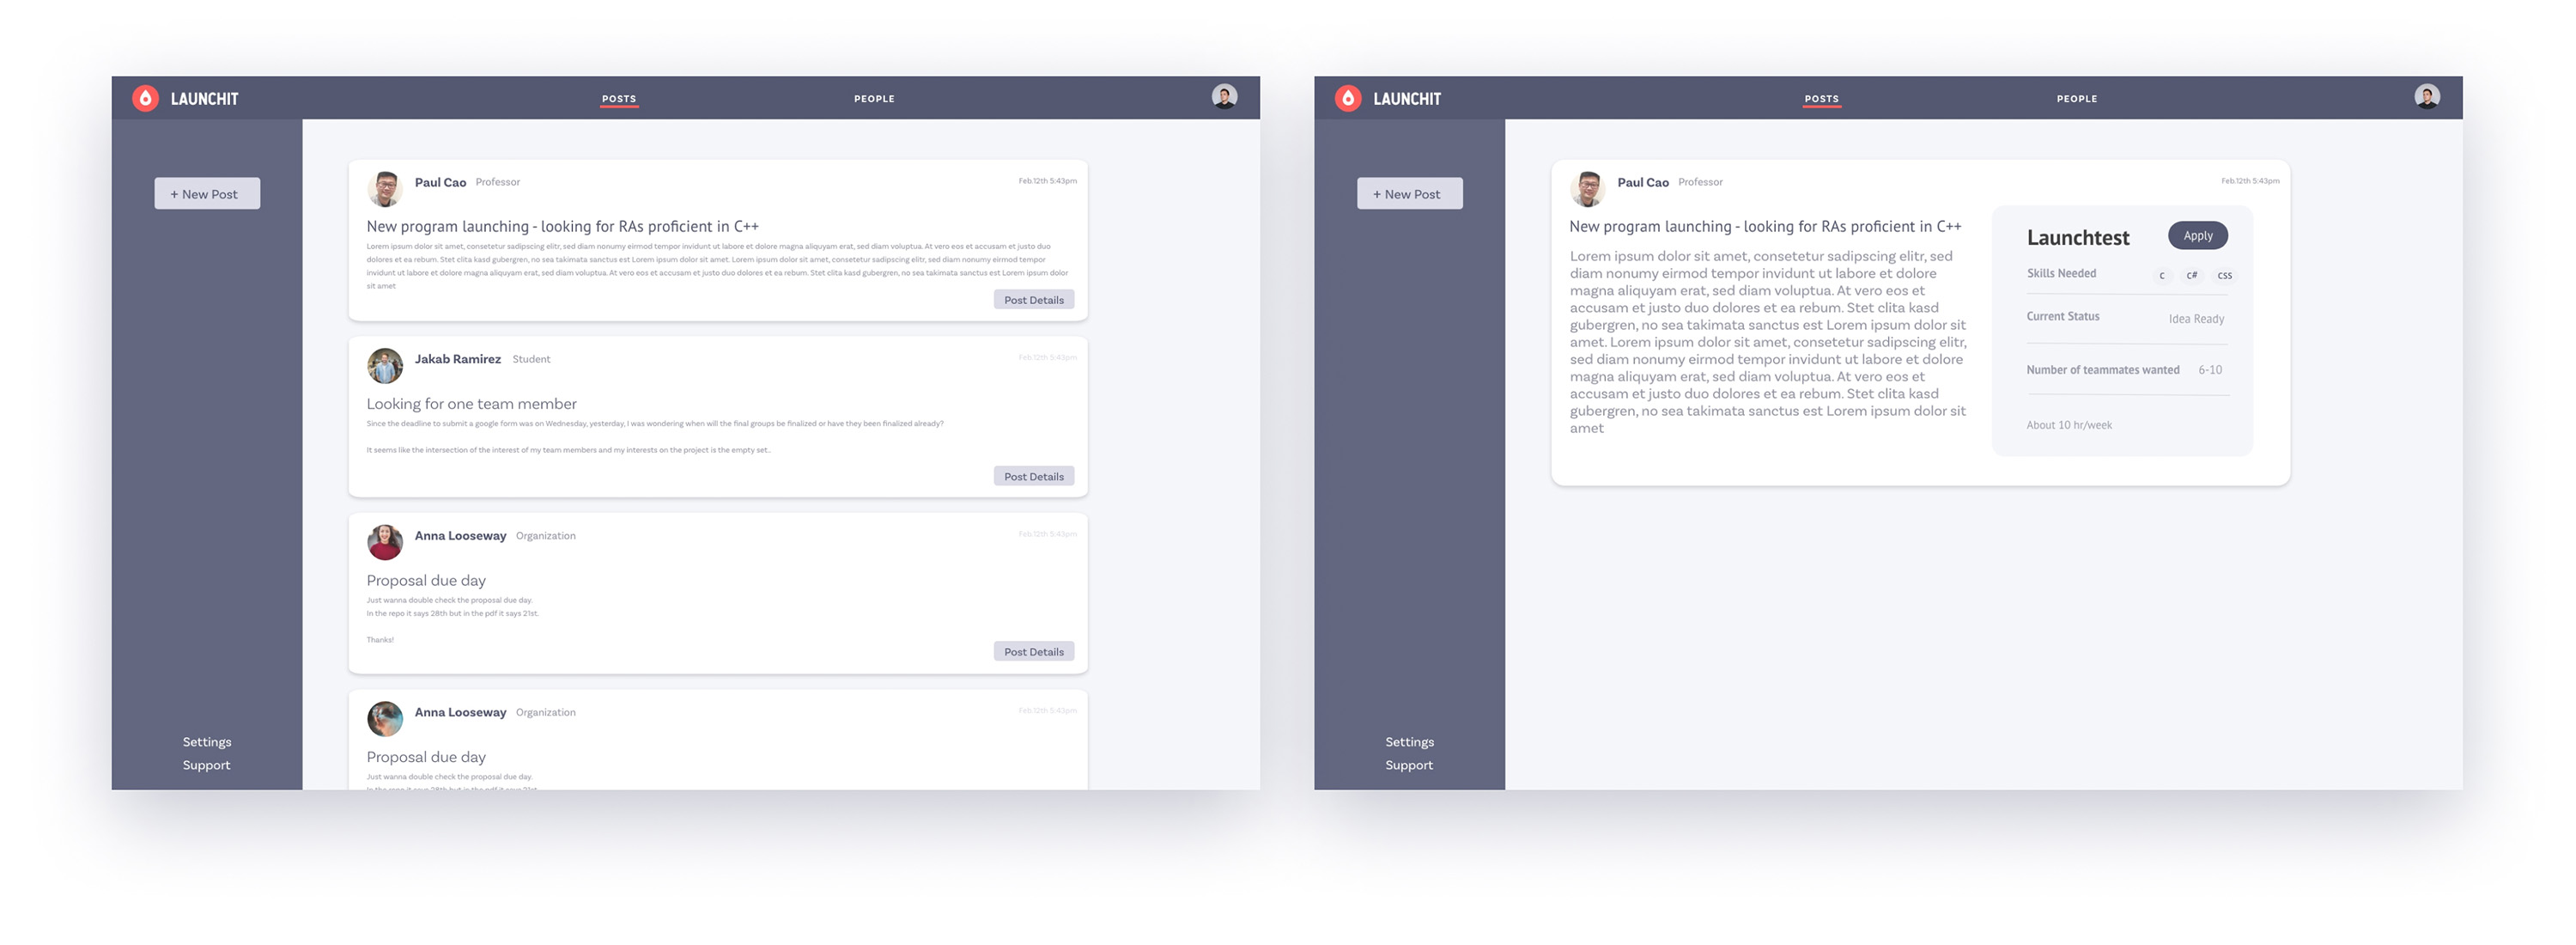 LAUNCHIT
POSTS
PEOPLE
+ New Post
Settings
Support
Paul Cao Professor
Feb.12th 5:43pm
New program launching - looking for RAs proficient in C++
Lorem ipsum dolor sit amet, consetetur sadipscing elitr, sed diam nonumy eirmod tempor invidunt ut labore et dolore magna aliquyam erat, sed diam voluptua. At vero eos et accusam et justo duo
dolores et ea rebum. Stet clita kasd gubergren, no sea takimata sanctus est Lorem ipsum dolor sit amet. Lorem ipsum dolor sit amet, consetetur sadipscing elitr, sed diam nonumy eirmod tempor
invidunt ut labore et dolore magna aliquyam erat, sed diam voluptua. At vero eos et accusam et justo duo dolores et ea rebum. Stet clita kasd gubergren, no sea takimata sanctus est Lorem ipsum dolor
sit amet
Post Details
Jakab Ramirez Student
Feb.12th 5:43pm
Looking for one team member
Since the deadline to submit a google form was on Wednesday, yesterday, I was wondering when will the final groups be finalized or have they been finalized already?
It seems like the intersection of the interest of my team members and my interests on the project is the empty set..
Post Details
Anna Looseway Organization
Feb.12th 5:43pm
Proposal due day
Just wanna double check the proposal due day.
In the repo it says 28th but in the pdf it says 21st.
Thanks!
Post Details
Anna Looseway Organization
Feb.12th 5:43pm
Proposal due day
Just wanna double check the proposal due day.
In the repo it says 28th but in the pdf it says 21st.
LAUNCHIT
POSTS
PEOPLE
+ New Post
Settings
Support
Paul Cao Professor
Feb.12th 5:43pm
New program launching - looking for RAs proficient in C++
Lorem ipsum dolor sit amet, consetetur sadipscing elitr, sed
diam nonumy eirmod tempor invidunt ut labore et dolore
magna aliquyam erat, sed diam voluptua. At vero eos et
accusam et justo duo dolores et ea rebum. Stet clita kasd
gubergren, no sea takimata sanctus est Lorem ipsum dolor sit
amet. Lorem ipsum dolor sit amet, consetetur sadipscing elitr,
sed diam nonumy eirmod tempor invidunt ut labore et dolore
magna aliquyam erat, sed diam voluptua. At vero eos et
accusam et justo duo dolores et ea rebum. Stet clita kasd
gubergren, no sea takimata sanctus est Lorem ipsum dolor sit
amet
Launchtest
Apply
Skills Needed C C# CSS
Current Status Idea Ready
Number of teammates wanted 6-10
About 10 hr/week